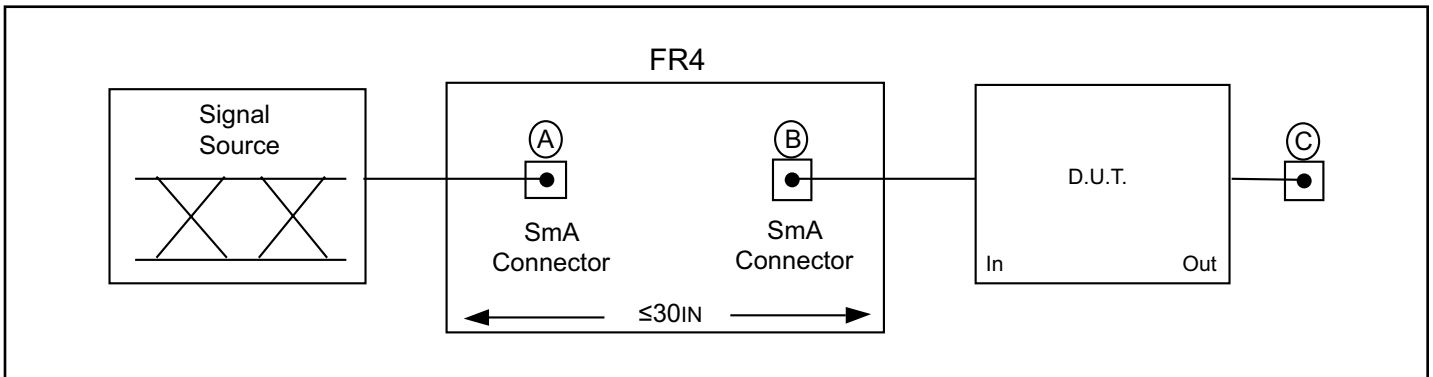 FR4
Signal
Source
A
B
C
D.U.T.
SmA
Connector
SmA
Connector
In
Out
≤30IN